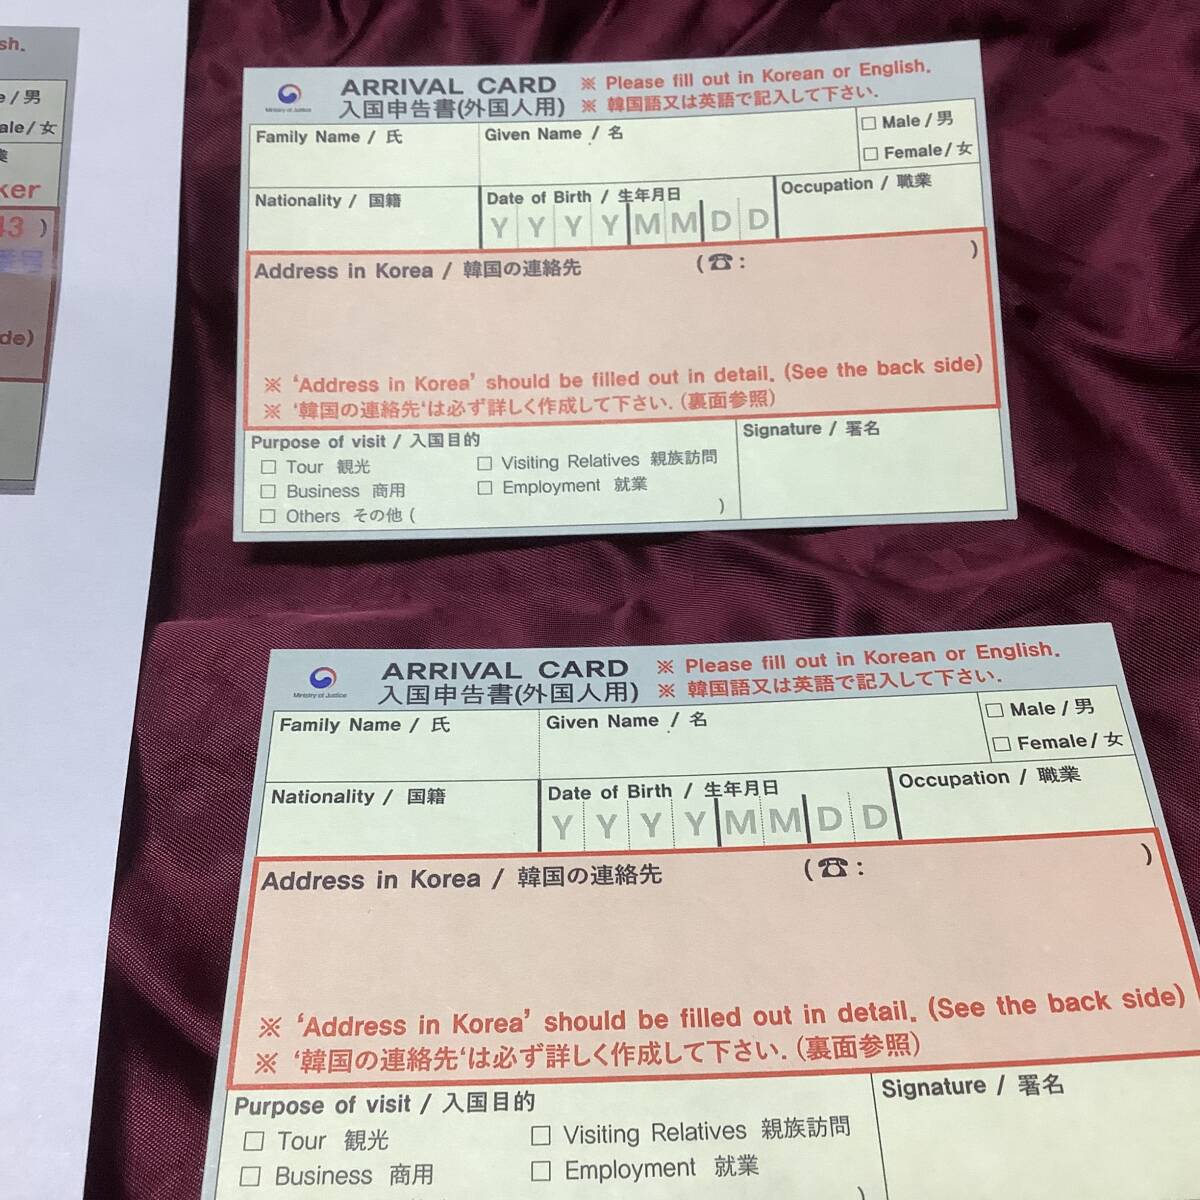 sh.
e / 男
ale / 女
業
ker
43 )
番号
de)
Ministry of Justice
ARRIVAL CARD ※ Please fill out in Korean or English.
入国申告書(外国人用) ※ 韓国語又は英語で記入して下さい.
Family Name / 氏 Given Name / 名 □ Male / 男
□ Female / 女
Nationality / 国籍 Date of Birth / 生年月日 Occupation / 職業
Y Y Y Y M M D D
Address in Korea / 韓国の連絡先 (☎: )
※ ‘Address in Korea’ should be filled out in detail. (See the back side)
※ ‘韓国の連絡先‘は必ず詳しく作成して下さい. (裏面参照)
Purpose of visit / 入国目的 Signature / 署名
□ Tour 観光 □ Visiting Relatives 親族訪問
□ Business 商用 □ Employment 就業
□ Others その他 ( )
Ministry of Justice
ARRIVAL CARD ※ Please fill out in Korean or English.
入国申告書(外国人用) ※ 韓国語又は英語で記入して下さい.
Family Name / 氏 Given Name / 名 □ Male / 男
□ Female / 女
Nationality / 国籍 Date of Birth / 生年月日 Occupation / 職業
Y Y Y Y M M D D
Address in Korea / 韓国の連絡先 (☎: )
※ ‘Address in Korea’ should be filled out in detail. (See the back side)
※ ‘韓国の連絡先‘は必ず詳しく作成して下さい. (裏面参照)
Purpose of visit / 入国目的 Signature / 署名
□ Tour 観光 □ Visiting Relatives 親族訪問
□ Business 商用 □ Employment 就業
)